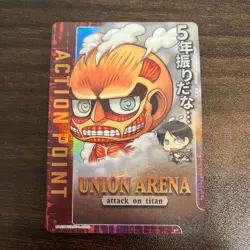 ACTION POINT
5年振りだな…
UNION ARENA
attack on titan